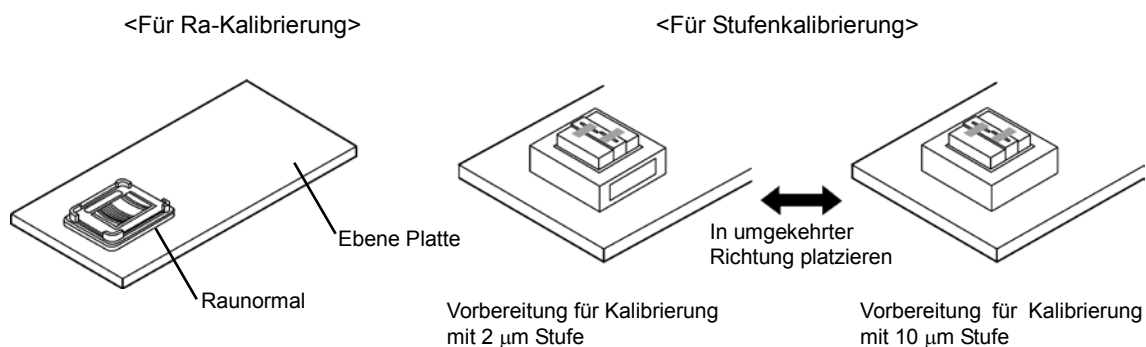 <Für Ra-Kalibrierung>
<Für Stufenkalibrierung>
Ebene Platte
Raunormal
In umgekehrter
Richtung platzieren
Vorbereitung für Kalibrierung
mit 2 μm Stufe
Vorbereitung für Kalibrierung
mit 10 μm Stufe